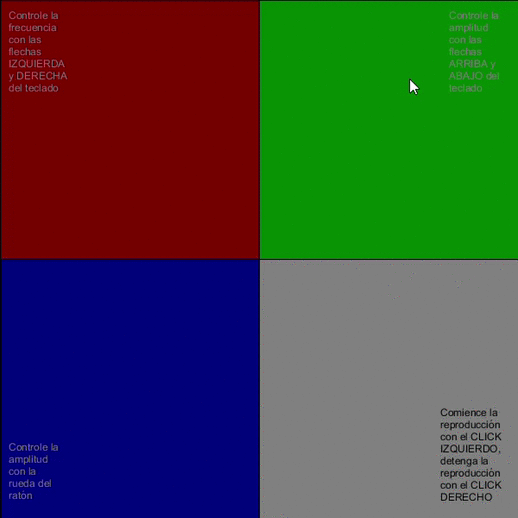 Controle la
frecuencia
con las
flechas
IZQUIERDA
y DERECHA
del teclado
Controle la
amplitud
con las
flechas
ARRIBA y
ABAJO del
teclado
Controle la
amplitud
con la
rueda del
ratón
Comience la
reproducción
con el CLICK
IZQUIERDO,
detenga la
reproducción
con el CLICK
DERECHO